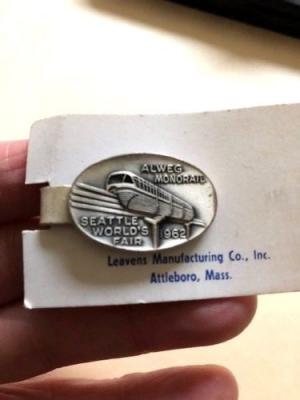 ALWEG
MONORAIL
SEATTLE
WORLD'S
FAIR 1962
Leavens Manufacturing Co., Inc.
Attleboro, Mass.